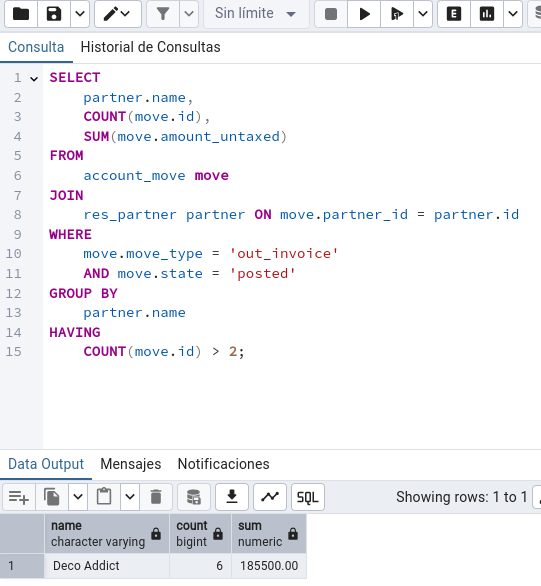 Sin límite
E
Consulta Historial de Consultas
1 SELECT
2 partner.name,
3 COUNT(move.id),
4 SUM(move.amount_untaxed)
5 FROM
6 account_move move
7 JOIN
8 res_partner partner ON move.partner_id = partner.id
9 WHERE
10 move.move_type = 'out_invoice'
11 AND move.state = 'posted'
12 GROUP BY
13 partner.name
14 HAVING
15 COUNT(move.id) > 2;
Data Output Mensajes Notificaciones
SQL Showing rows: 1 to 1
name count sum
character varying bigint numeric
1 Deco Addict 6 185500.00